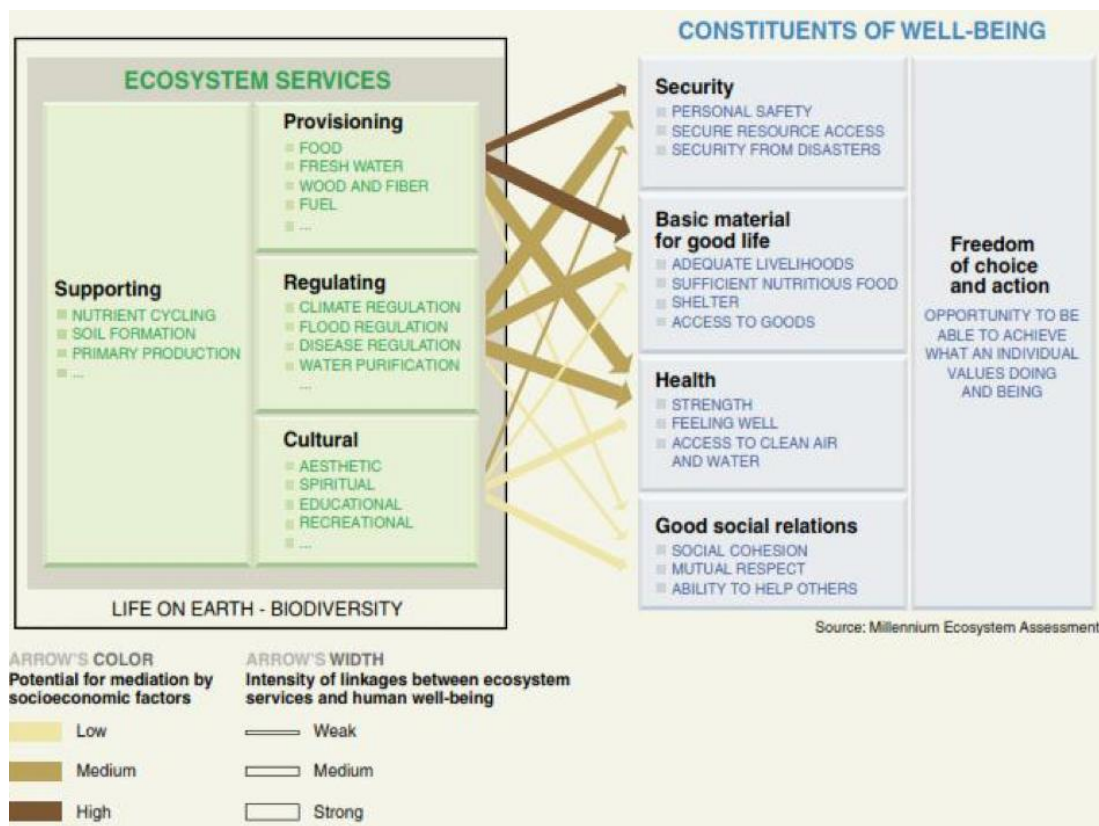 CONSTITUENTS OF WELL-BEING
ECOSYSTEM SERVICES
Supporting
NUTRIENT CYCLING
SOIL FORMATION
PRIMARY PRODUCTION
...
Provisioning
FOOD
FRESH WATER
WOOD AND FIBER
FUEL
...
Regulating
CLIMATE REGULATION
FLOOD REGULATION
DISEASE REGULATION
WATER PURIFICATION
...
Cultural
AESTHETIC
SPIRITUAL
EDUCATIONAL
RECREATIONAL
...
LIFE ON EARTH - BIODIVERSITY
Security
PERSONAL SAFETY
SECURE RESOURCE ACCESS
SECURITY FROM DISASTERS
Basic material
for good life
ADEQUATE LIVELIHOODS
SUFFICIENT NUTRITIOUS FOOD
SHELTER
ACCESS TO GOODS
Health
STRENGTH
FEELING WELL
ACCESS TO CLEAN AIR
AND WATER
Good social relations
SOCIAL COHESION
MUTUAL RESPECT
ABILITY TO HELP OTHERS
Freedom
of choice
and action
OPPORTUNITY TO BE
ABLE TO ACHIEVE
WHAT AN INDIVIDUAL
VALUES DOING
AND BEING
Source: Millennium Ecosystem Assessment
ARROW'S COLOR
Potential for mediation by
socioeconomic factors
Low
Medium
High
ARROW'S WIDTH
Intensity of linkages between ecosystem
services and human well-being
Weak
Medium
Strong